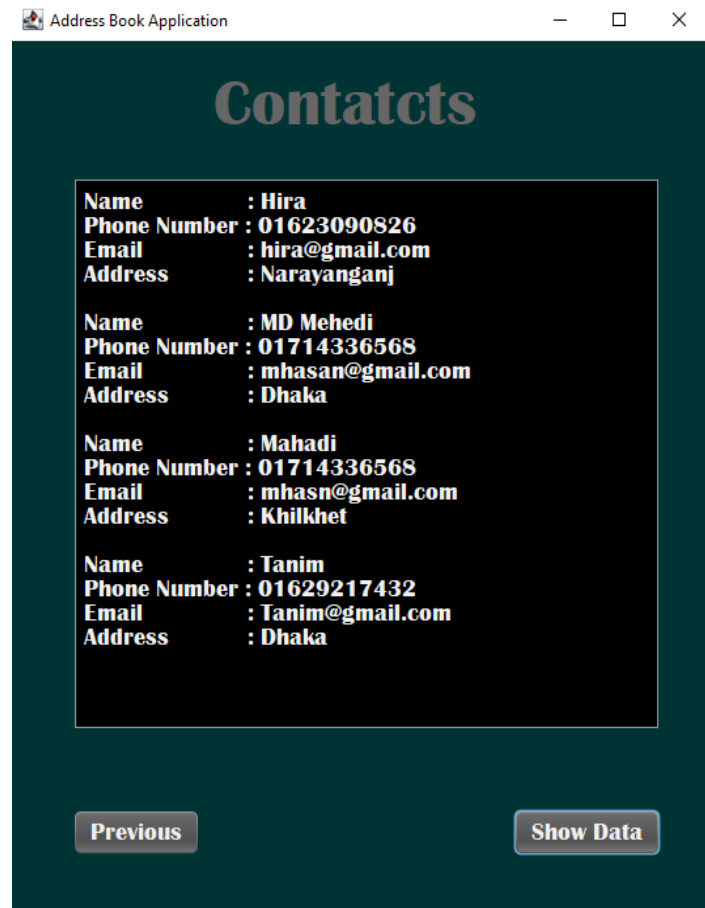 Address Book Application
Contatcts
Name : Hira
Phone Number : 01623090826
Email : hira@gmail.com
Address : Narayanganj
Name : MD Mehedi
Phone Number : 01714336568
Email : mhasan@gmail.com
Address : Dhaka
Name : Mahadi
Phone Number : 01714336568
Email : mhasn@gmail.com
Address : Khilkhet
Name : Tanim
Phone Number : 01629217432
Email : Tanim@gmail.com
Address : Dhaka
Previous Show Data